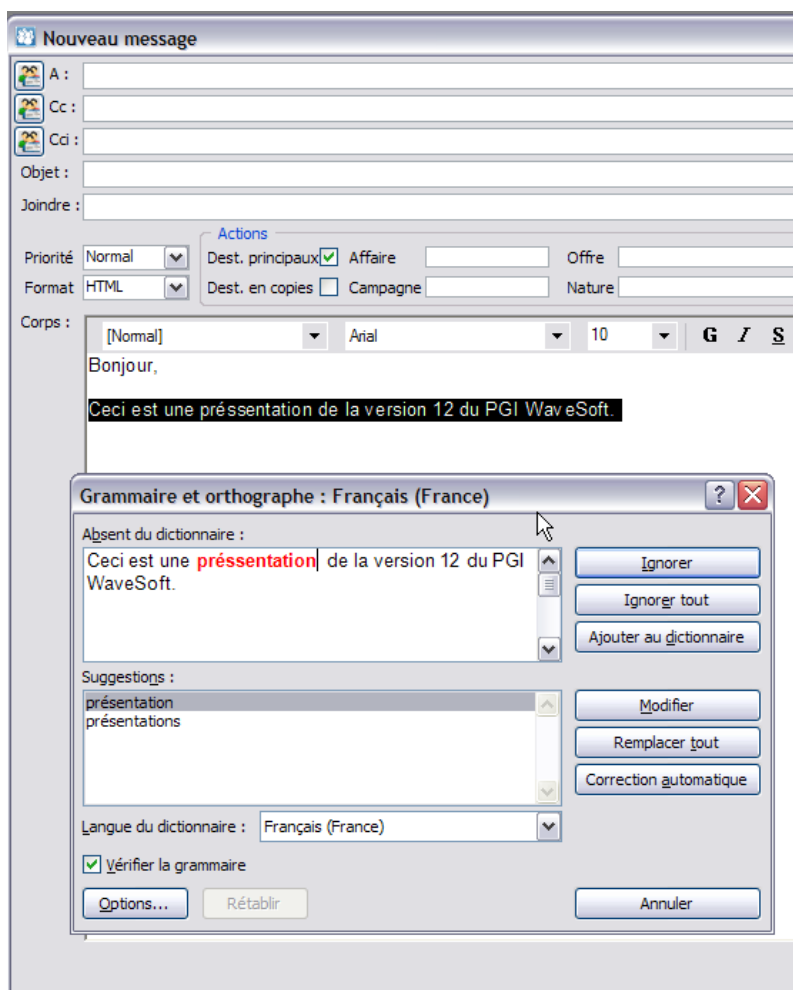 Nouveau message
A :
Cc :
Cci :
Objet :
Joindre :
Actions
Priorité Normal Dest. principaux Affaire Offre
Format HTML Dest. en copies Campagne Nature
Corps :
[Normal] Arial 10 G I S
Bonjour,
Ceci est une préssentation de la version 12 du PGI WaveSoft.
Grammaire et orthographe : Français (France) ?
Absent du dictionnaire :
Ceci est une préssentation de la version 12 du PGI
WaveSoft.
Ignorer
Ignorer tout
Ajouter au dictionnaire
Suggestions :
présentation
présentations
Modifier
Remplacer tout
Correction automatique
Langue du dictionnaire : Français (France)
Vérifier la grammaire
Options... Rétablir Annuler